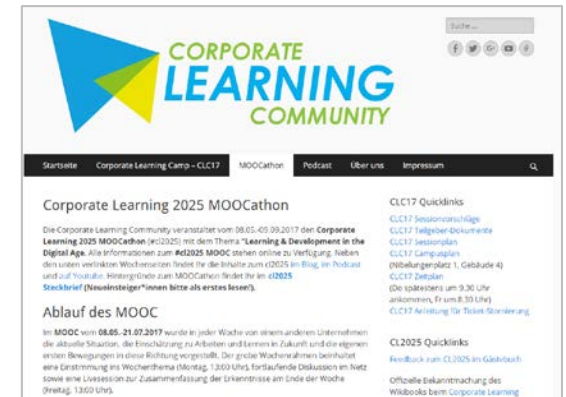 Suche …
CORPORATE
LEARNING
COMMUNITY
Startseite Corporate Learning Camp – CLC17 MOOCathon Podcast Über uns Impressum
Corporate Learning 2025 MOOCathon
Die Corporate Learning Community veranstaltet vom 08.05.-09.09.2017 den Corporate
Learning 2025 MOOCathon (#cl2025) mit dem Thema "Learning & Development in the
Digital Age. Alle Informationen zum #cl2025 MOOC stehen online zu Verfügung. Neben
den unten verlinkten Wochenseiten findet Ihr die Inhalte zum cl2025 im Blog, im Podcast
und auf Youtube. Hintergründe zum MOOCathon findet Ihr im cl2025
Steckbrief (Neueinsteiger*innen bitte als erstes lesen!).
Ablauf des MOOC
Im MOOC vom 08.05.-21.07.2017 wurde in jeder Woche von einem anderen Unternehmen
die aktuelle Situation, die Einschätzung zu Arbeiten und Lernen in Zukunft und die eigenen
ersten Bewegungen in diese Richtung vorgestellt. Der grobe Wochenrahmen beinhaltet
eine Einstimmung ins Wochenthema (Montag, 13:00 Uhr), fortlaufende Diskussion im Netz
sowie eine Livesession zur Zusammenfassung der Erkenntnisse am Ende der Woche
(Freitag, 13:00 Uhr).
CLC17 Quicklinks
CLC17 Sessionvorschläge
CLC17 Teilgeber-Dokumente
CLC17 Sessionplan
CLC17 Campusplan
(Nibelungenplatz 1, Gebäude 4)
CLC17 Zeitplan
(Do spätestens um 9.30 Uhr
ankommen, Fr um 8.30 Uhr)
CLC17 Anleitung für Ticket-Stornierung
CL2025 Quicklinks
Feedback zum CL2025 im Gästebuch
Offizielle Bekanntmachung des
Wikibooks beim Corporate Learning